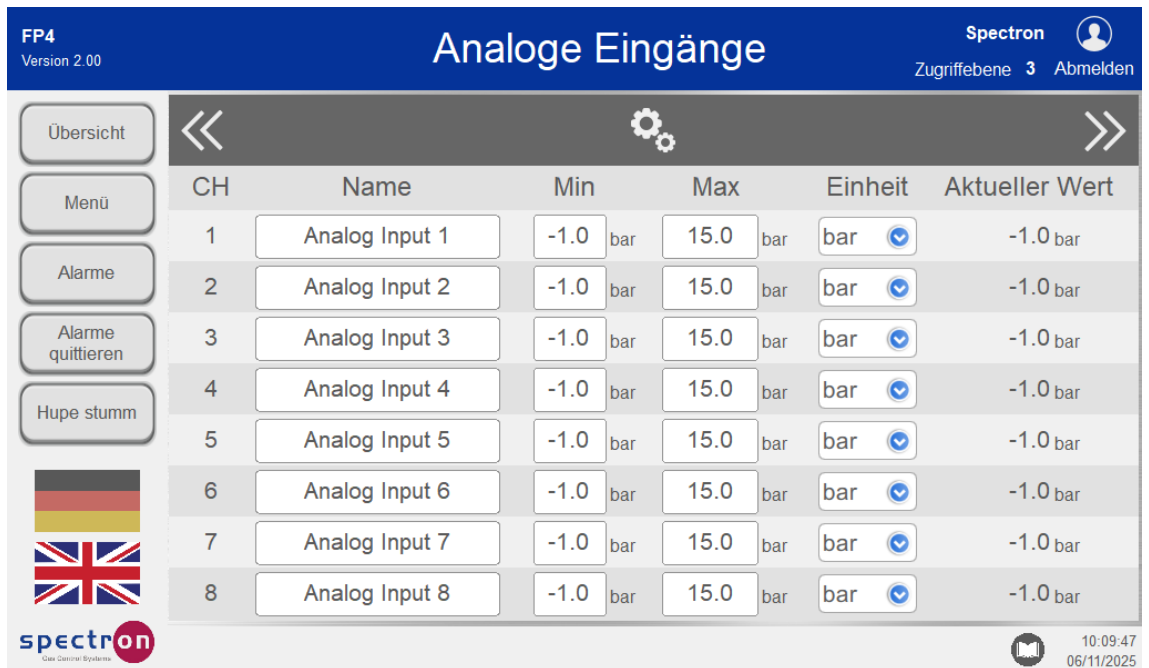 FP4
Version 2.00
Analoge Eingänge
Spectron
Zugriffebene 3 Abmelden
Übersicht
Menü
Alarme
Alarme
quittieren
Hupe stumm
CH Name Min Max Einheit Aktueller Wert
1 Analog Input 1 -1.0 bar 15.0 bar bar -1.0 bar
2 Analog Input 2 -1.0 bar 15.0 bar bar -1.0 bar
3 Analog Input 3 -1.0 bar 15.0 bar bar -1.0 bar
4 Analog Input 4 -1.0 bar 15.0 bar bar -1.0 bar
5 Analog Input 5 -1.0 bar 15.0 bar bar -1.0 bar
6 Analog Input 6 -1.0 bar 15.0 bar bar -1.0 bar
7 Analog Input 7 -1.0 bar 15.0 bar bar -1.0 bar
8 Analog Input 8 -1.0 bar 15.0 bar bar -1.0 bar
spectron
Gas Control Systems
10:09:47
06/11/2025